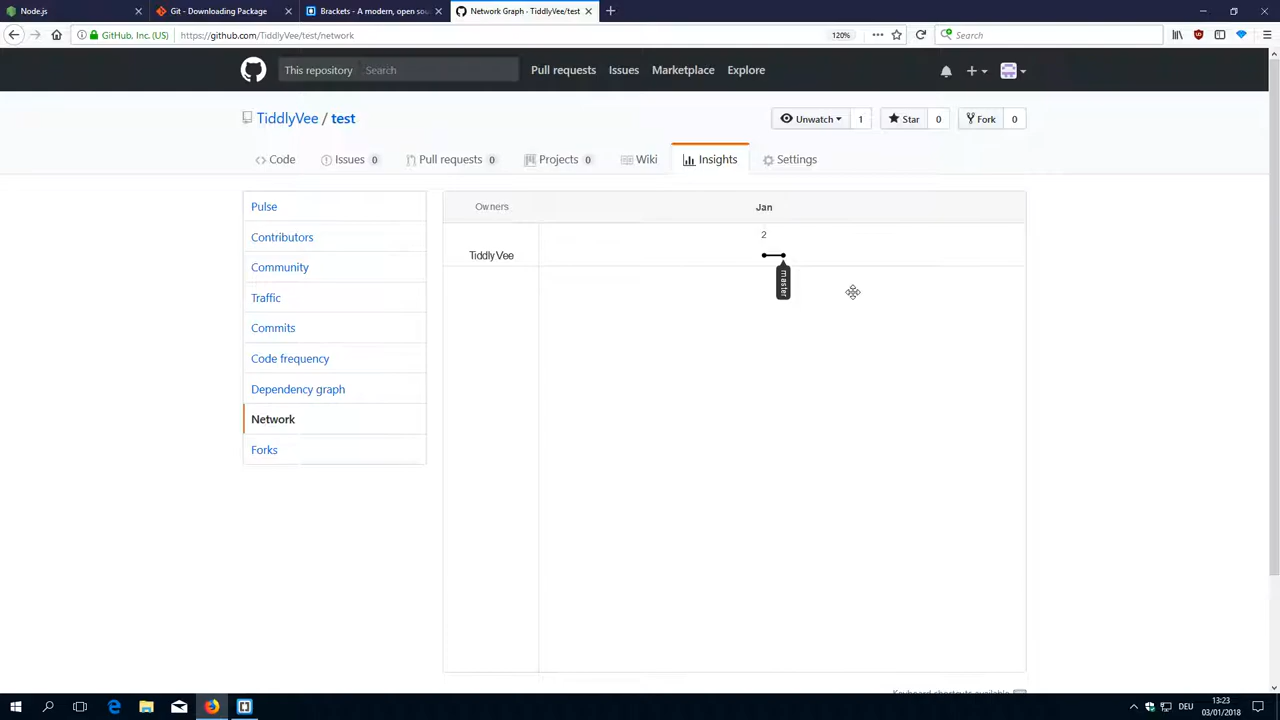 Node.js
Git - Downloading Package
Brackets - A modern, open sou
Network Graph - TiddlyVee/test
GitHub, Inc. (US)
https://github.com/TiddlyVee/test/network
120%
Search
This repository
Search
Pull requests
Issues
Marketplace
Explore
TiddlyVee / test
Unwatch
1
Star
0
Fork
0
Code
Issues 0
Pull requests 0
Projects 0
Wiki
Insights
Settings
Pulse
Contributors
Community
Traffic
Commits
Code frequency
Dependency graph
Network
Forks
Owners
Jan
2
TiddlyVee
master
Keyboard shortcuts available
DEU
13:23
03/01/2018